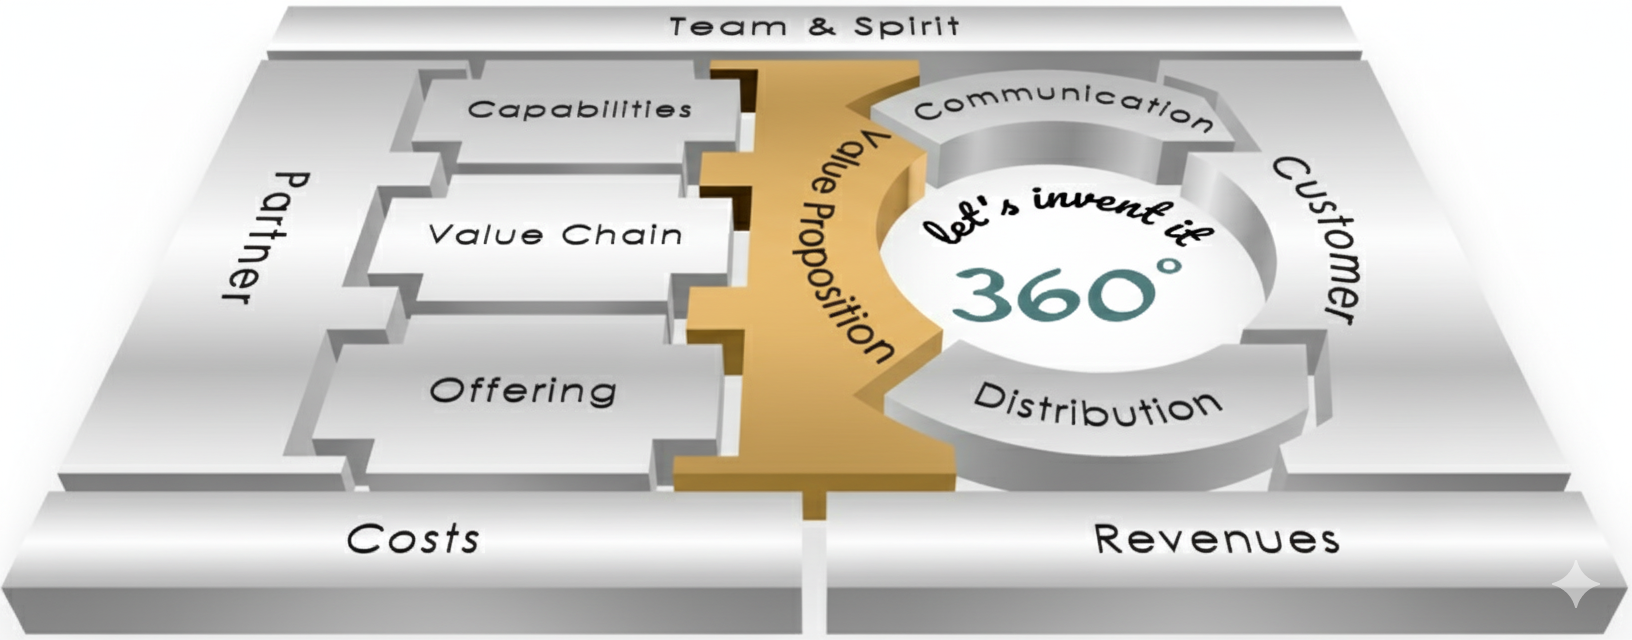 Team & Spirit
Partner
Capabilities
Value Chain
Offering
Value Proposition
Communication
let's invent it
360°
Distribution
Customer
Costs
Revenues